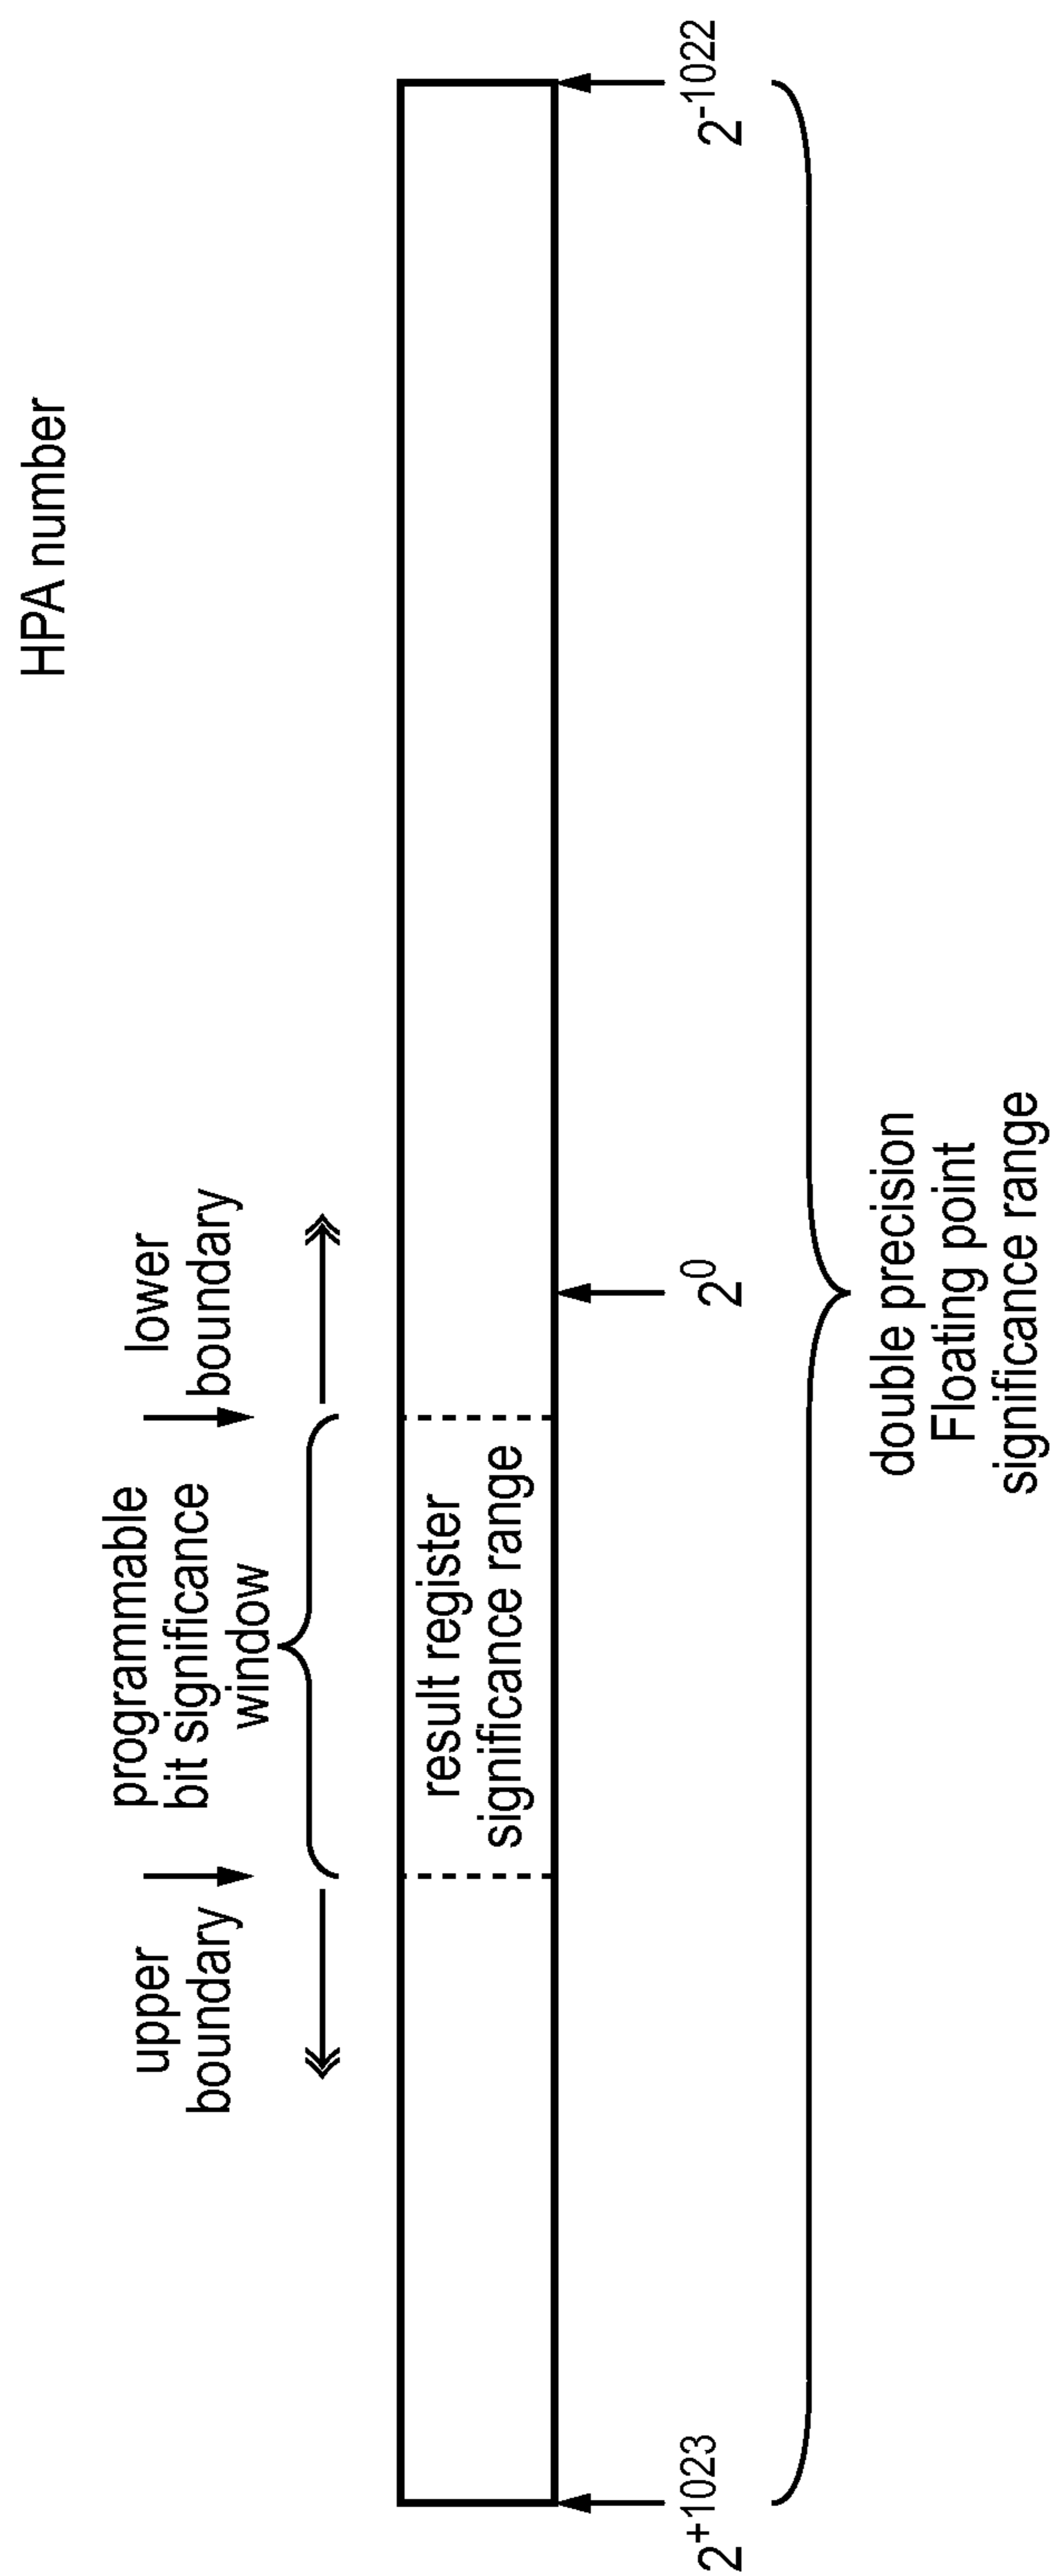 HPA number
upper
boundary
programmable
bit significance
window
lower
boundary
result register
significance range
2+1023
20
2-1022
double precision
Floating point
significance range